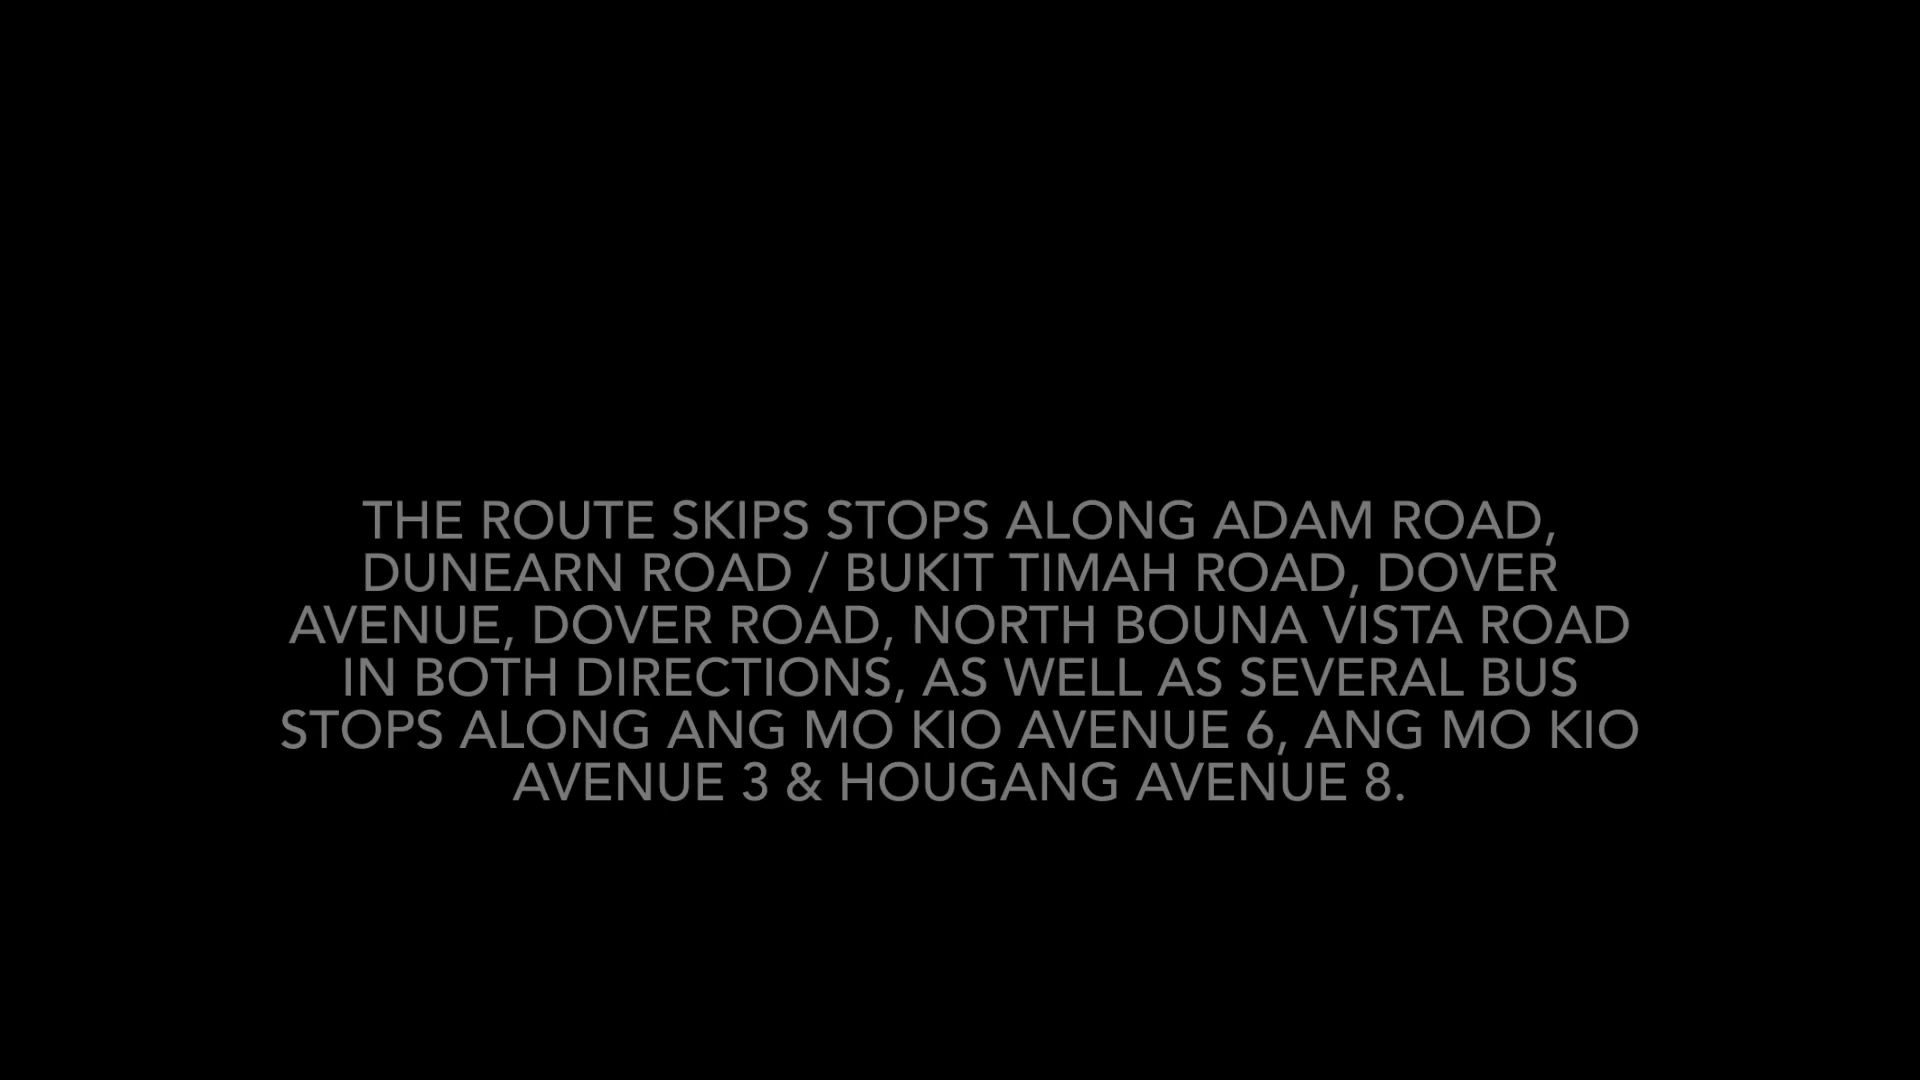 THE ROUTE SKIPS STOPS ALONG ADAM ROAD,
DUNEARN ROAD / BUKIT TIMAH ROAD, DOVER
AVENUE, DOVER ROAD, NORTH BOUNA VISTA ROAD
IN BOTH DIRECTIONS, AS WELL AS SEVERAL BUS
STOPS ALONG ANG MO KIO AVENUE 6, ANG MO KIO
AVENUE 3 & HOUGANG AVENUE 8.